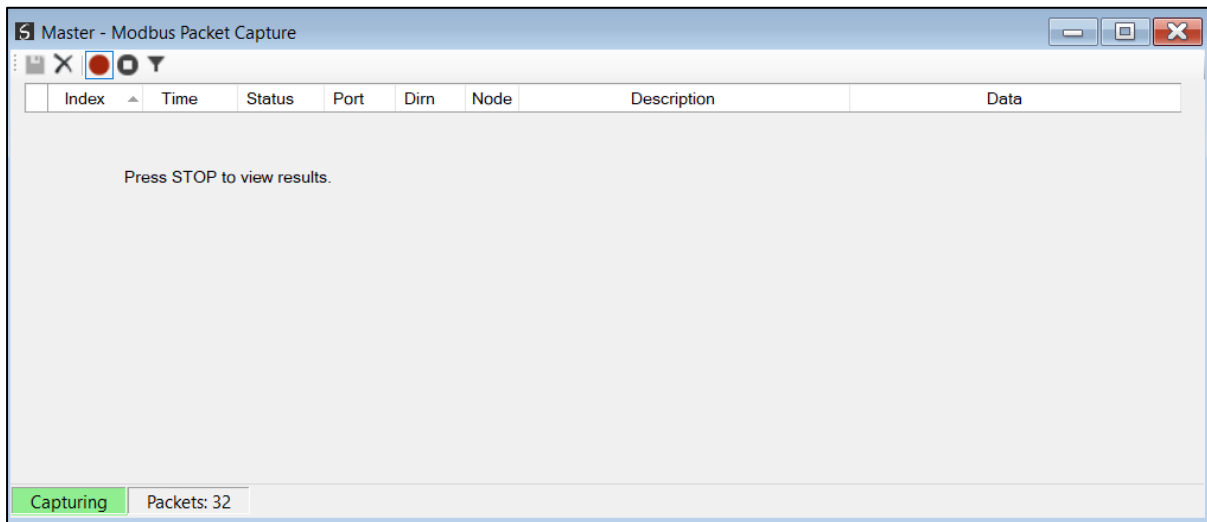 Master - Modbus Packet Capture
Index Time Status Port Dirn Node Description Data
Press STOP to view results.
Capturing Packets: 32